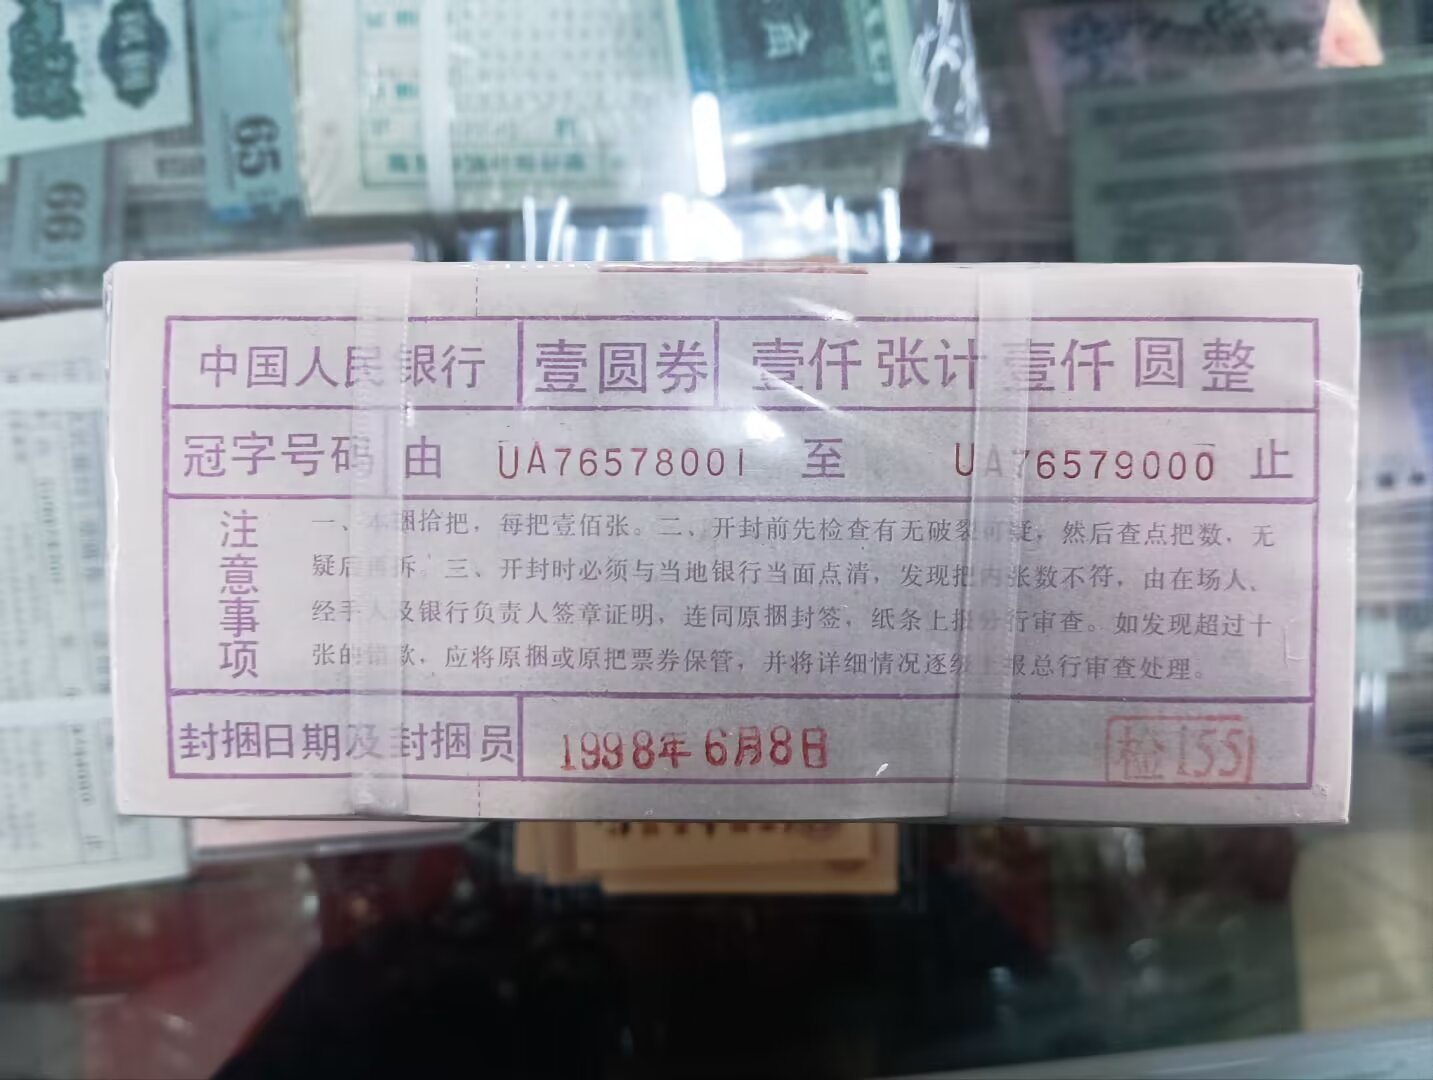 中国人民银行 壹圆券 壹仟张计壹仟圆整
冠字号码 由 UA76578001 至 UA76579000 止
注意事项
一、本捆拾把，每把壹佰张。二、开封前先检查有无破裂可疑，然后查点把数，无
疑后再拆。三、开封时必须与当地银行当面点清，发现把内张数不符，由在场人、
经手人及银行负责人签章证明，连同原捆封签，纸条上报分行审查。如发现超过十
张的错款，应将原捆或原把票券保管，并将详细情况逐级上报总行审查处理。
封捆日期及封捆员 1998年6月8日 检155
65
66